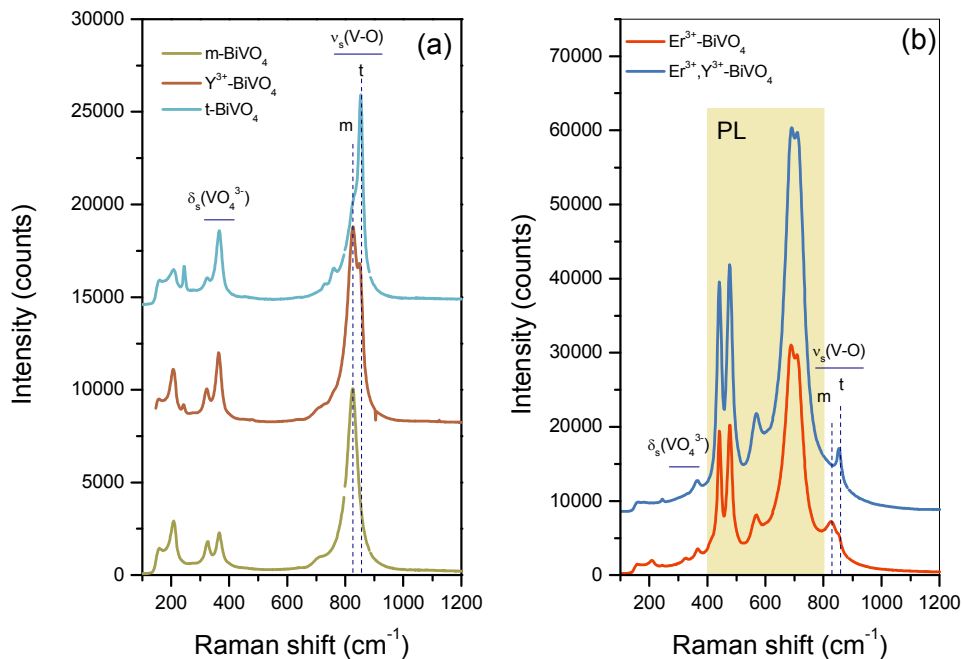 (a)
νs(V-O)
m-BiVO4
Y3+-BiVO4
t-BiVO4
t
m
δs(VO43-)
30000
25000
20000
15000
10000
5000
0
Intensity (counts)
200 400 600 800 1000 1200
Raman shift (cm-1)
(b)
Er3+-BiVO4
Er3+,Y3+-BiVO4
PL
νs(V-O)
m t
δs(VO43-)
70000
60000
50000
40000
30000
20000
10000
0
Intensity (counts)
200 400 600 800 1000 1200
Raman shift (cm-1)